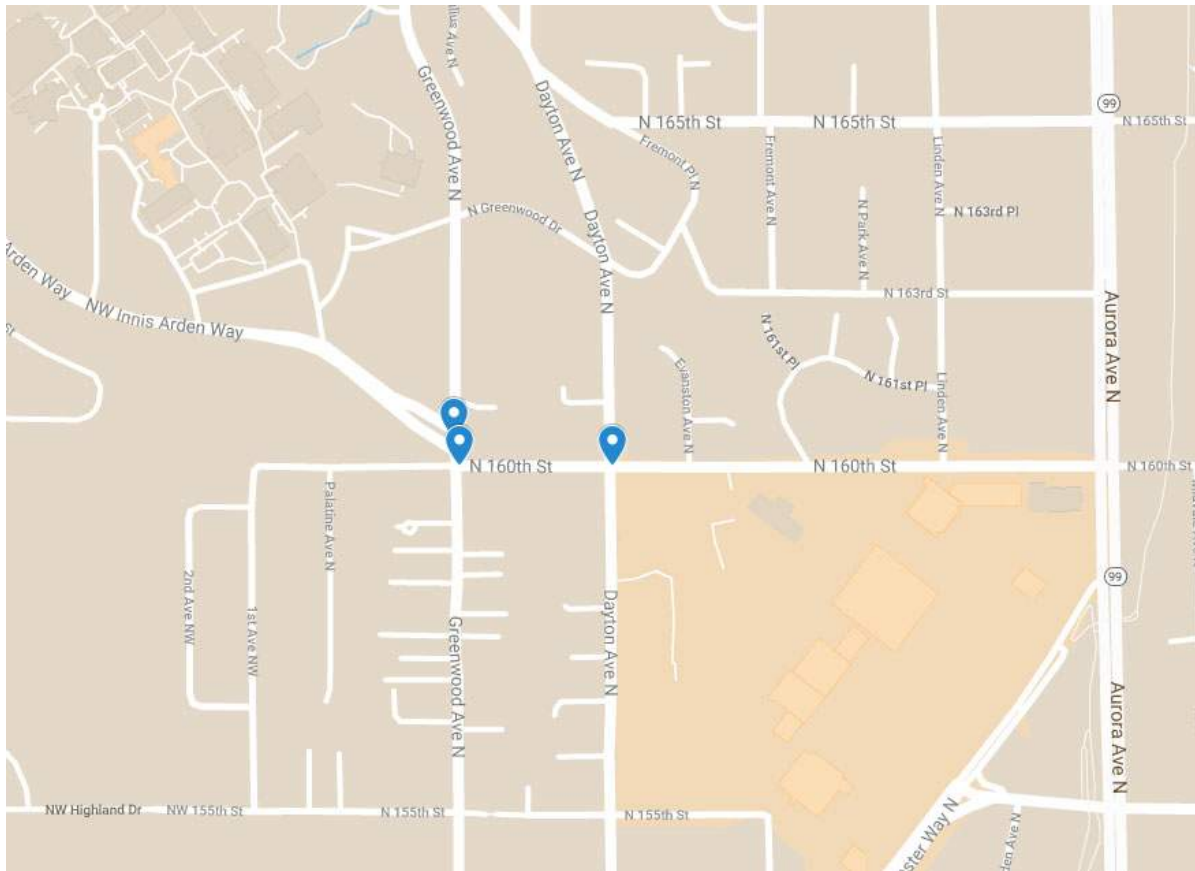 Greenwood Ave N
Dayton Ave N
99
N 165th St
N 165th St
N 165th St
Fremont Pl N
Fremont Ave N
Linden Ave N
N Greenwood Dr
Dayton Ave N
N Park Ave N
N 163rd Pl
Arden Way
NW Innis Arden Way
N 163rd St
Aurora Ave N
N 161st Pl
N 161st Pl
Evanston Ave N
Linden Ave N
N 160th St
N 160th St
N 160th St
Palatine Ave N
99
2nd Ave NW
1st Ave NW
Greenwood Ave N
Dayton Ave N
Aurora Ave N
NW Highland Dr
NW 155th St
N 155th St
N 155th St
Way N
Ave N